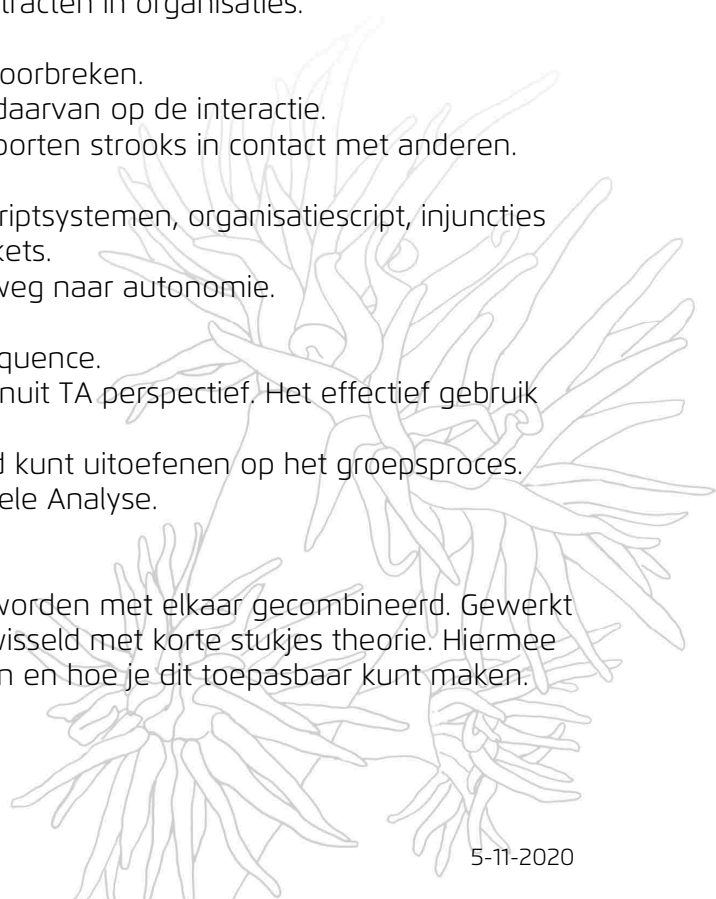 tracten in organisaties.
oorbreken.
daarvan op de interactie.
oorten strooks in contact met anderen.
riptsystemen, organisatiescript, injuncties
kets.
weg naar autonomie.
quence.
nuit TA perspectief. Het effectief gebruik
d kunt uitoefenen op het groepsproces.
ele Analyse.
worden met elkaar gecombineerd. Gewerkt
wisseld met korte stukjes theorie. Hiermee
n en hoe je dit toepasbaar kunt maken.
5-11-2020